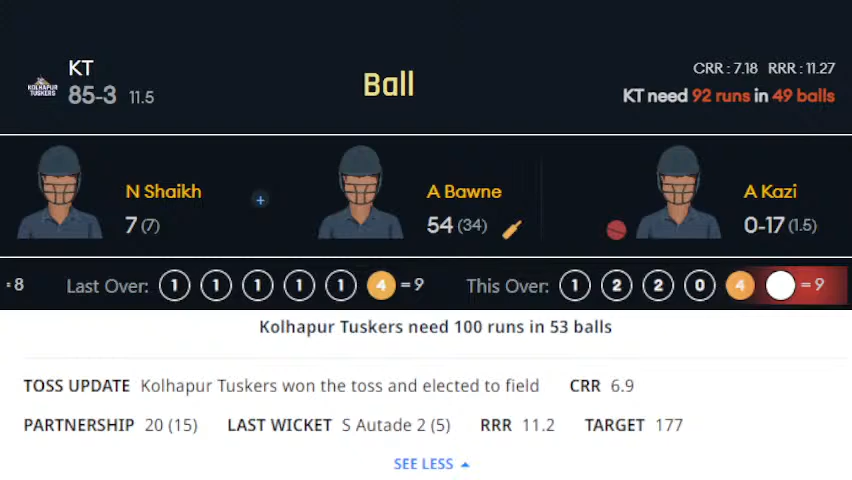 KT
85-3 11.5
KOLHAPUR
TUSKERS
Ball
CRR : 7.18 RRR : 11.27
KT need 92 runs in 49 balls
N Shaikh
7 (7)
+
A Bawne
54 (34)
A Kazi
0-17 (1.5)
: 8 Last Over: 1 1 1 1 1 4 = 9 This Over: 1 2 2 0 4 = 9
Kolhapur Tuskers need 100 runs in 53 balls
TOSS UPDATE Kolhapur Tuskers won the toss and elected to field CRR 6.9
PARTNERSHIP 20 (15) LAST WICKET S Autade 2 (5) RRR 11.2 TARGET 177
SEE LESS